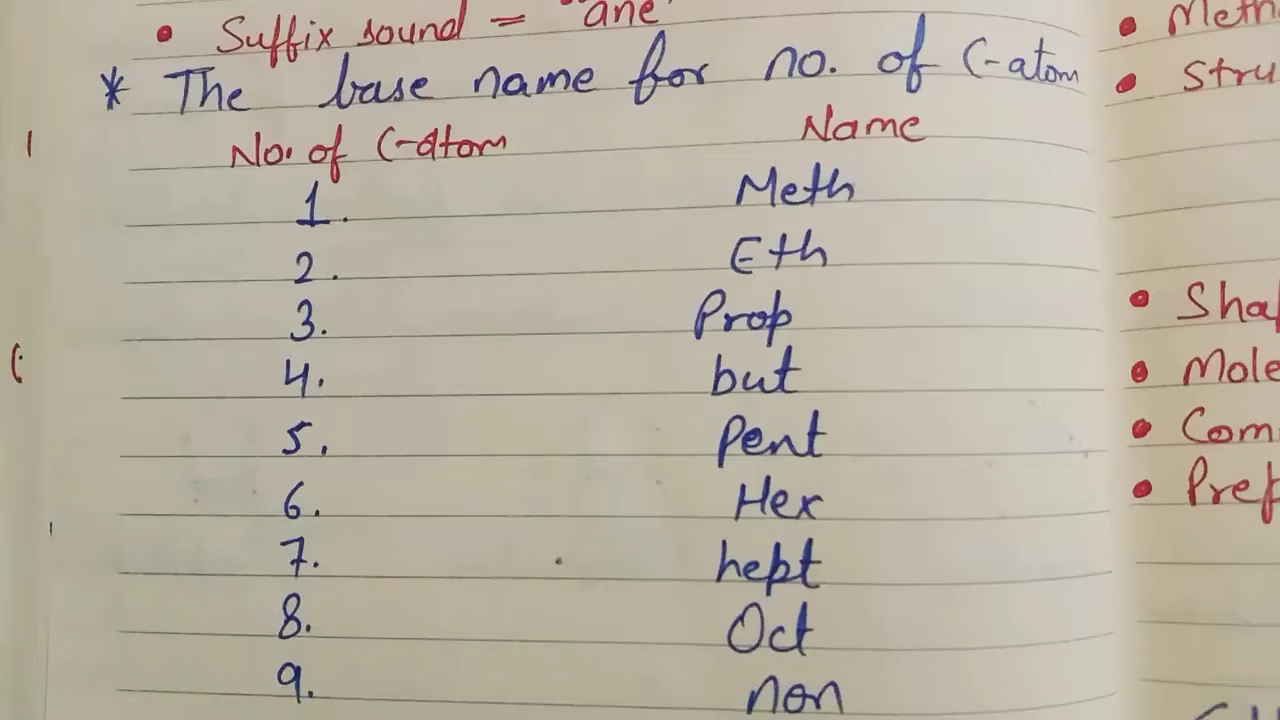 • Suffix sound = "ane
* The base name for no. of C-atom
No. of C-atom Name
1. Meth
2. Eth
3. Prop
4. but
5. Pent
6. Hex
7. hept
8. Oct
9. non
• Meth
• Stru
• Sha
• Mole
• Com
• Pref